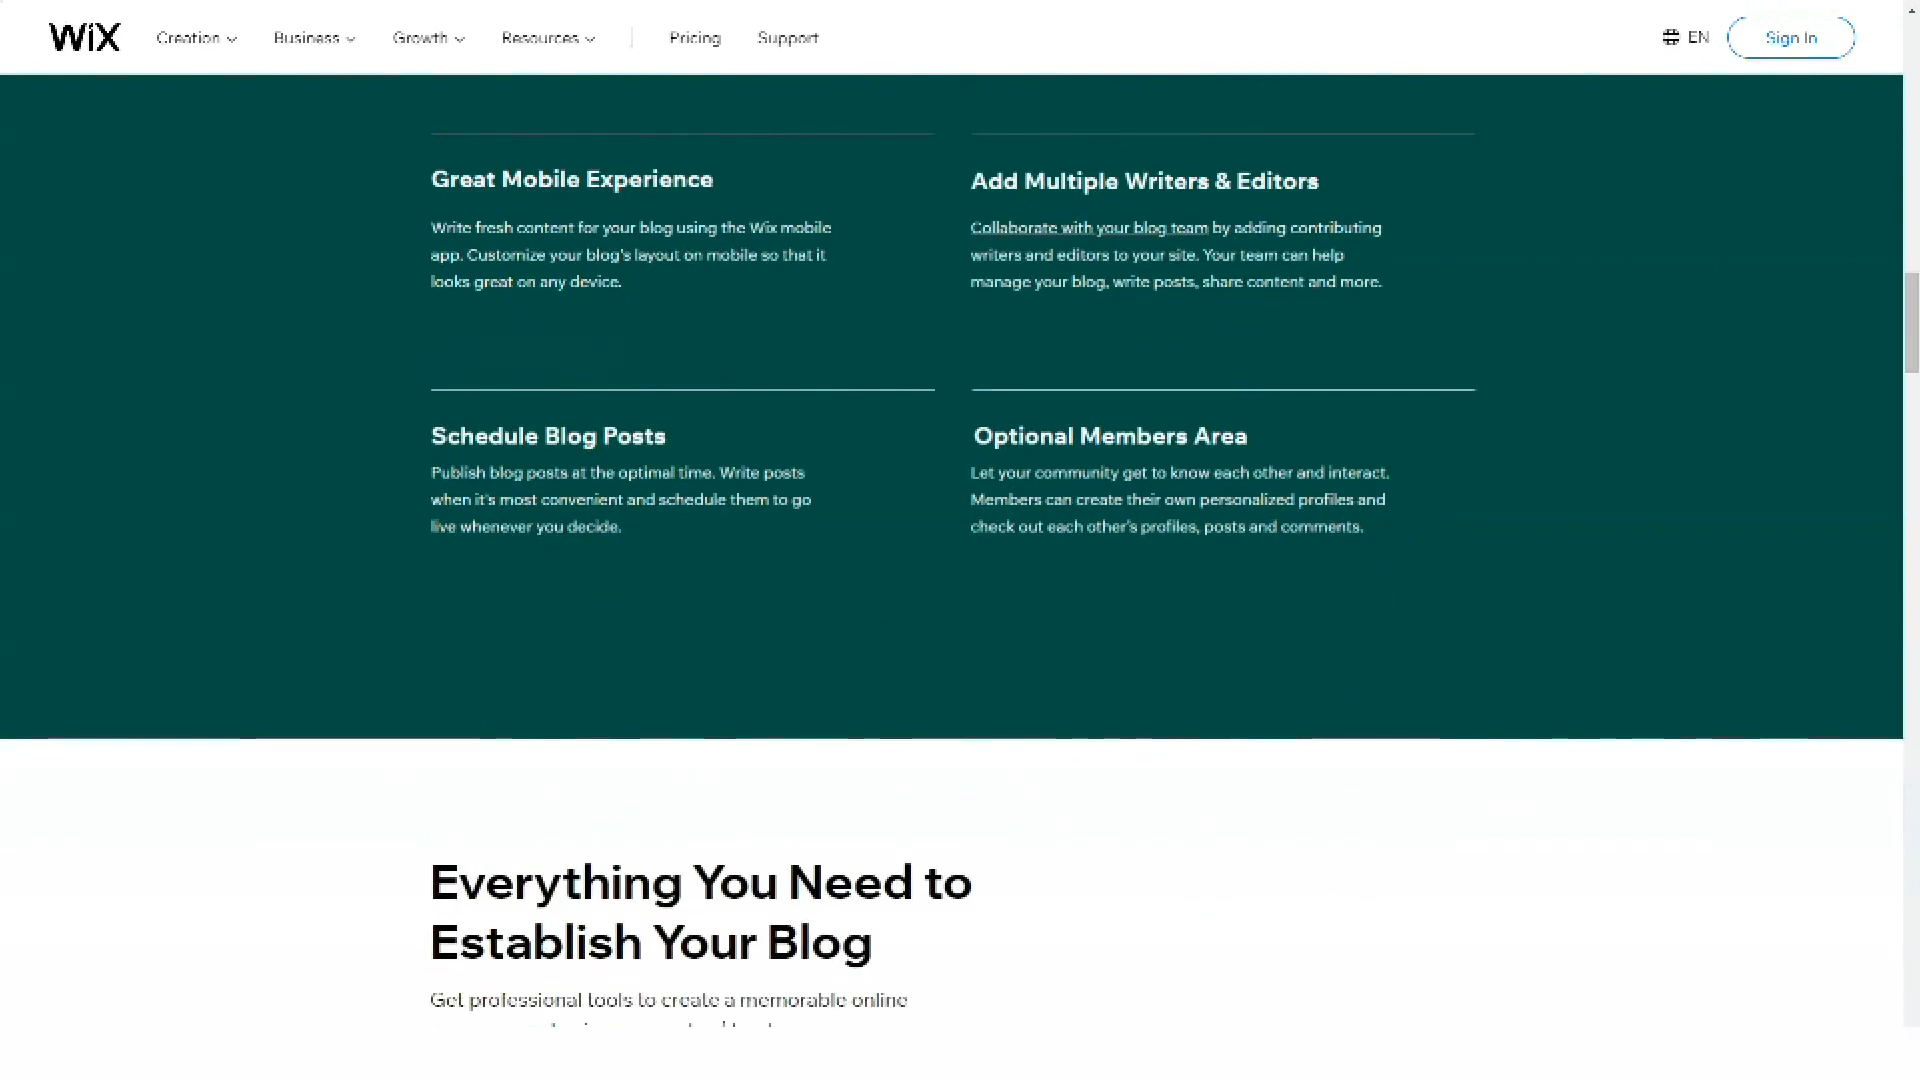 WiX Creation Business Growth Resources Pricing Support EN Sign In
Great Mobile Experience
Write fresh content for your blog using the Wix mobile
app. Customize your blog's layout on mobile so that it
looks great on any device.
Add Multiple Writers & Editors
Collaborate with your blog team by adding contributing
writers and editors to your site. Your team can help
manage your blog, write posts, share content and more.
Schedule Blog Posts
Publish blog posts at the optimal time. Write posts
when it's most convenient and schedule them to go
live whenever you decide.
Optional Members Area
Let your community get to know each other and interact.
Members can create their own personalized profiles and
check out each other's profiles, posts and comments.
Everything You Need to
Establish Your Blog
Get professional tools to create a memorable online